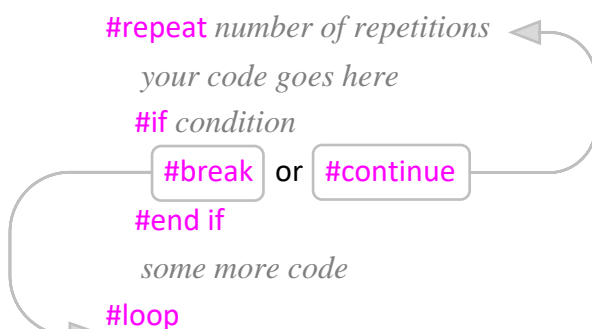 #repeat number of repetitions
your code goes here
#if condition
#break or #continue
#end if
some more code
#loop